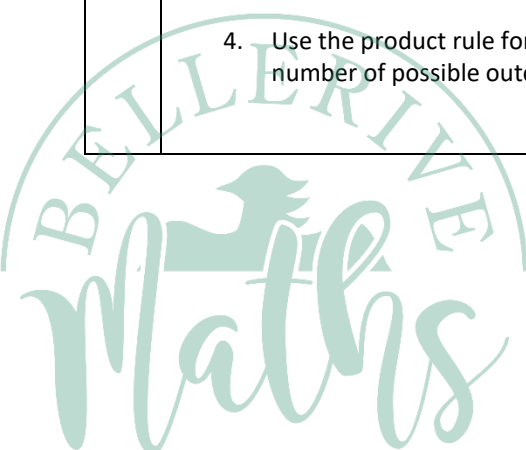 4. Use the product rule for
number of possible out
BELLERIVE
Maths